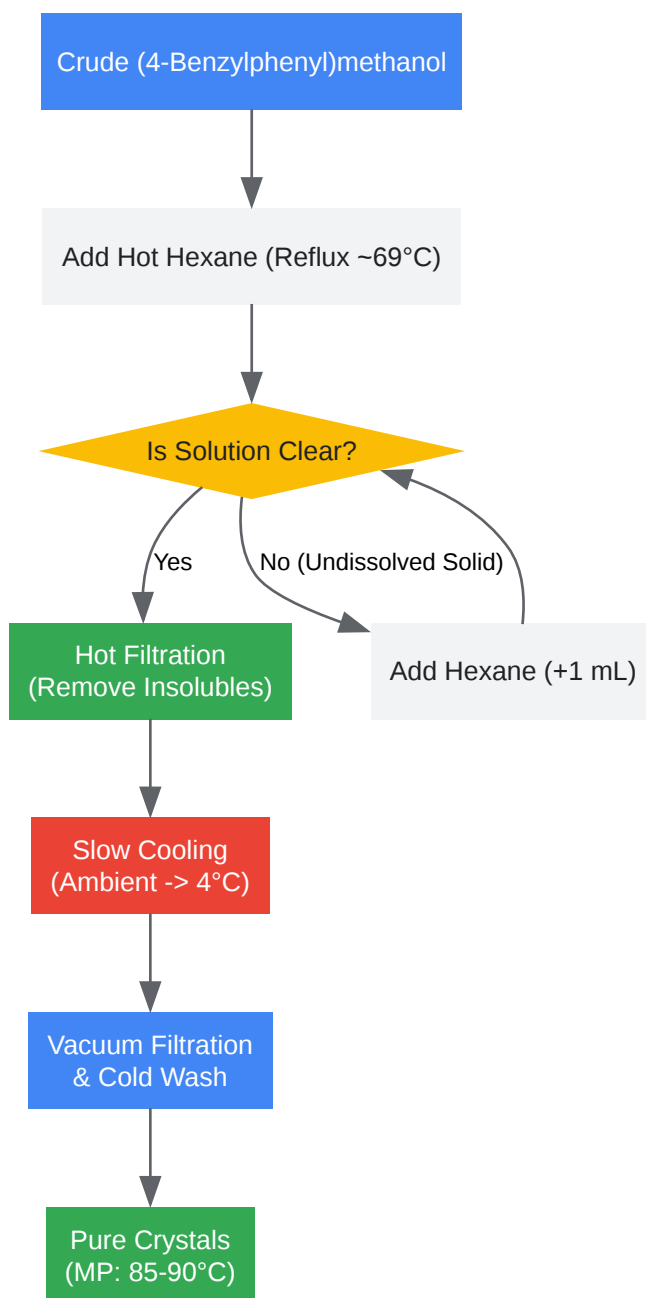 Crude (4-Benzylphenyl)methanol
Add Hot Hexane (Reflux ~69°C)
Is Solution Clear?
Yes
No (Undissolved Solid)
Hot Filtration
(Remove Insolubles)
Add Hexane (+1 mL)
Slow Cooling
(Ambient -> 4°C)
Vacuum Filtration
& Cold Wash
Pure Crystals
(MP: 85-90°C)